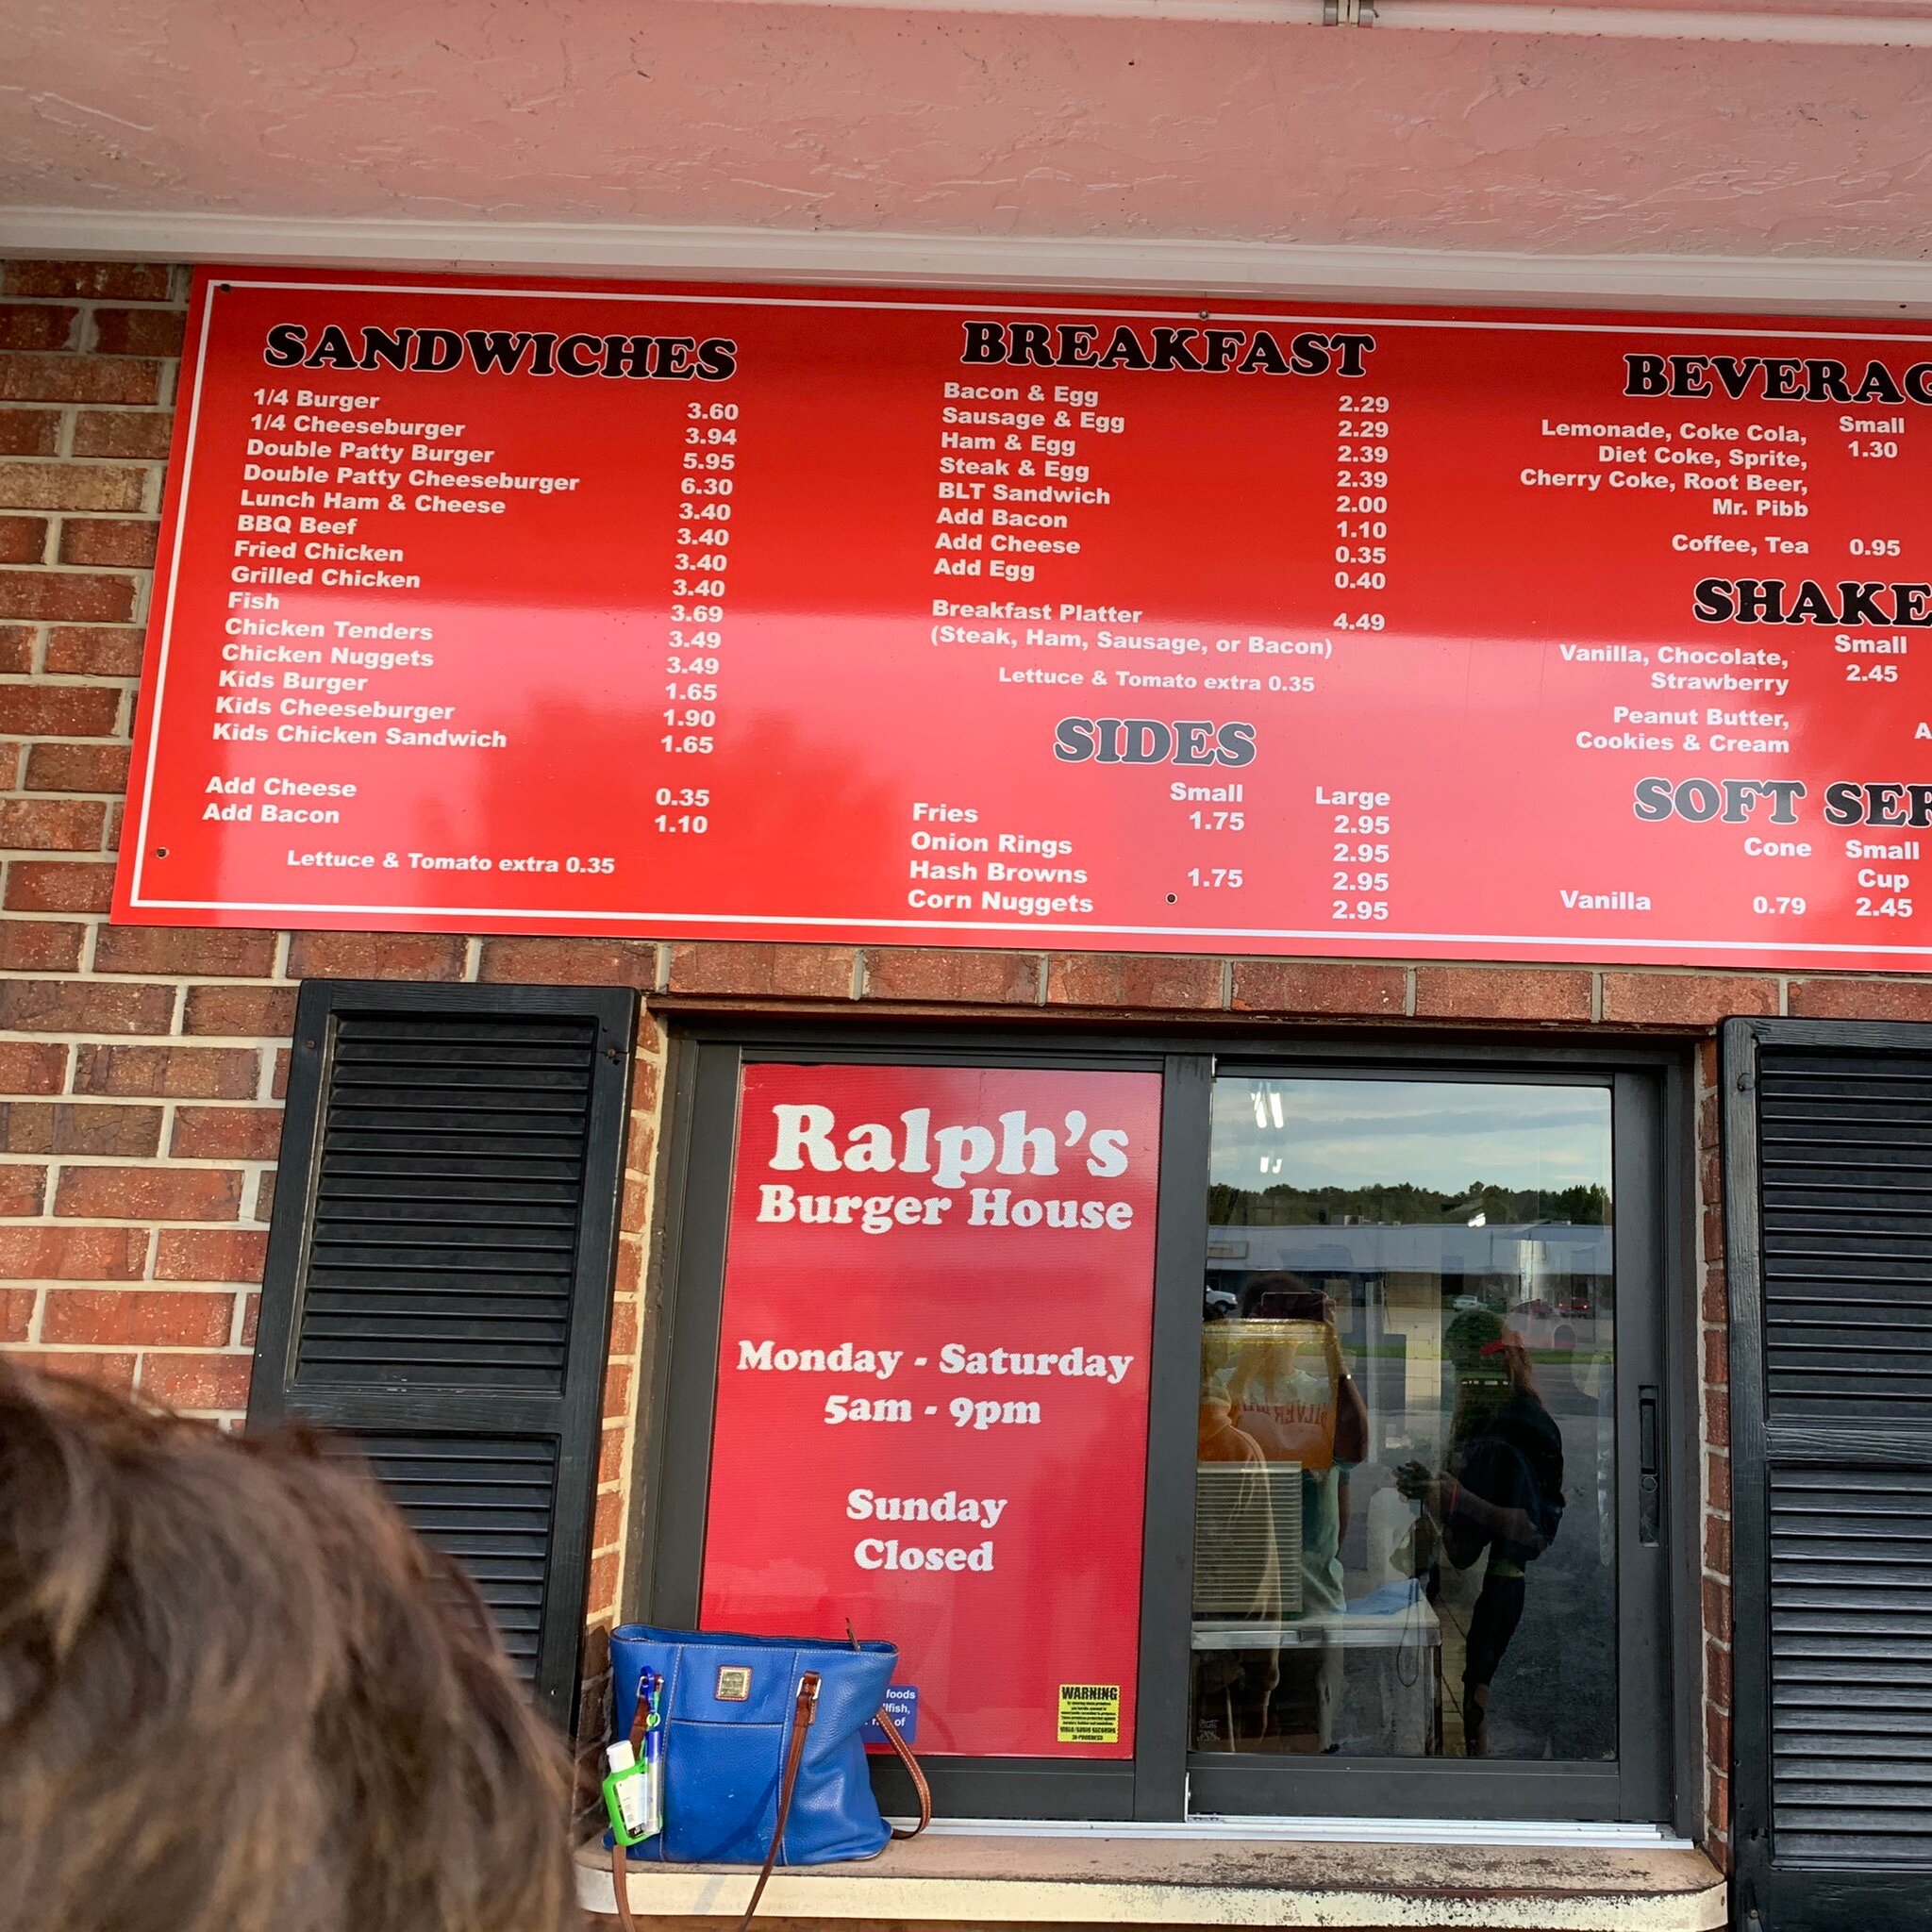 SANDWICHES
1/4 Burger 3.60
1/4 Cheeseburger 3.94
Double Patty Burger 5.95
Double Patty Cheeseburger 6.30
Lunch Ham & Cheese 3.40
BBQ Beef 3.40
Fried Chicken 3.40
Grilled Chicken 3.40
Fish 3.69
Chicken Tenders 3.49
Chicken Nuggets 3.49
Kids Burger 1.65
Kids Cheeseburger 1.90
Kids Chicken Sandwich 1.65
Add Cheese 0.35
Add Bacon 1.10
Lettuce & Tomato extra 0.35
BREAKFAST
Bacon & Egg 2.29
Sausage & Egg 2.29
Ham & Egg 2.39
Steak & Egg 2.39
BLT Sandwich 2.00
Add Bacon 1.10
Add Cheese 0.35
Add Egg 0.40
Breakfast Platter 4.49
(Steak, Ham, Sausage, or Bacon)
Lettuce & Tomato extra 0.35
SIDES
Small Large
Fries 1.75 2.95
Onion Rings 2.95
Hash Browns 1.75 2.95
Corn Nuggets 2.95
BEVERAG
Small
Lemonade, Coke Cola, 1.30
Diet Coke, Sprite,
Cherry Coke, Root Beer,
Mr. Pibb
Coffee, Tea 0.95
SHAKE
Small
Vanilla, Chocolate, 2.45
Strawberry
Peanut Butter, A
Cookies & Cream
SOFT SER
Cone Small
Cup
Vanilla 0.79 2.45
Ralph's
Burger House
Monday - Saturday
5am - 9pm
Sunday
Closed
foods
of
WARNING